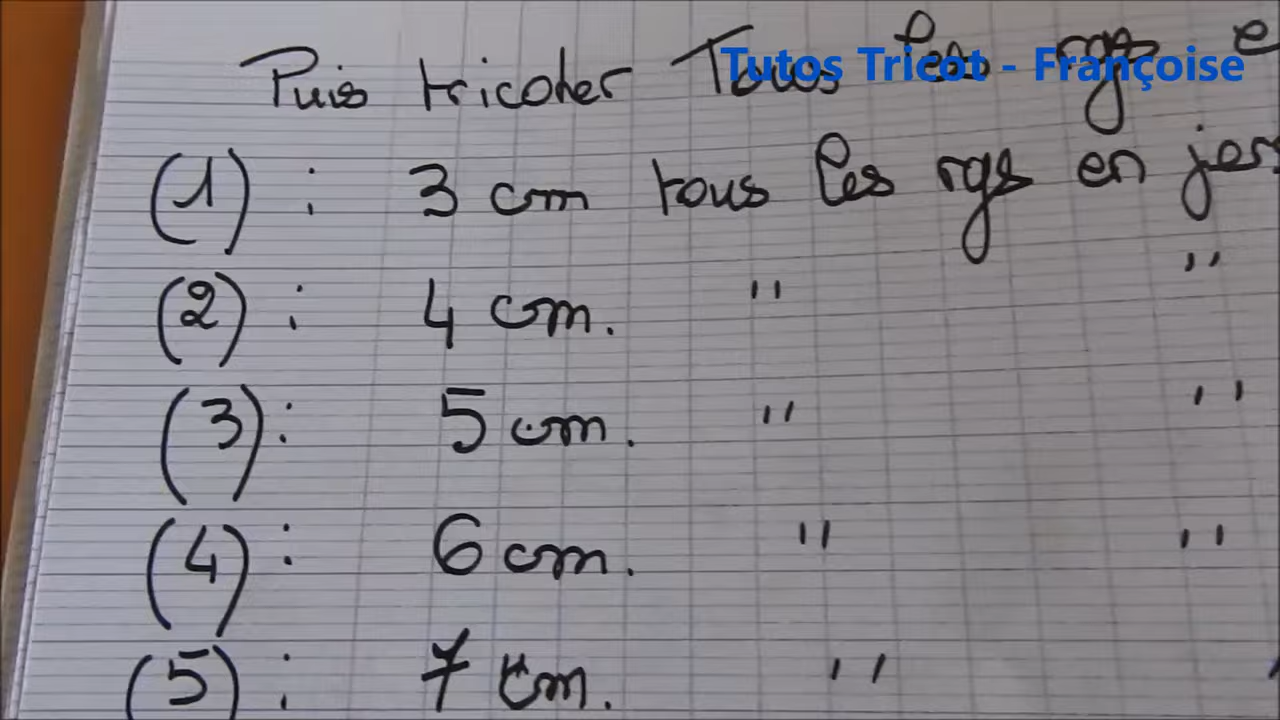 Tutos Tricot - Françoise
Puis tricoter Tous les rgs e
(1) : 3 cm tous les rgs en jer
(2) : 4 cm. " "
(3) : 5 cm. " "
(4) : 6 cm. " "
(5) : 7 cm. "